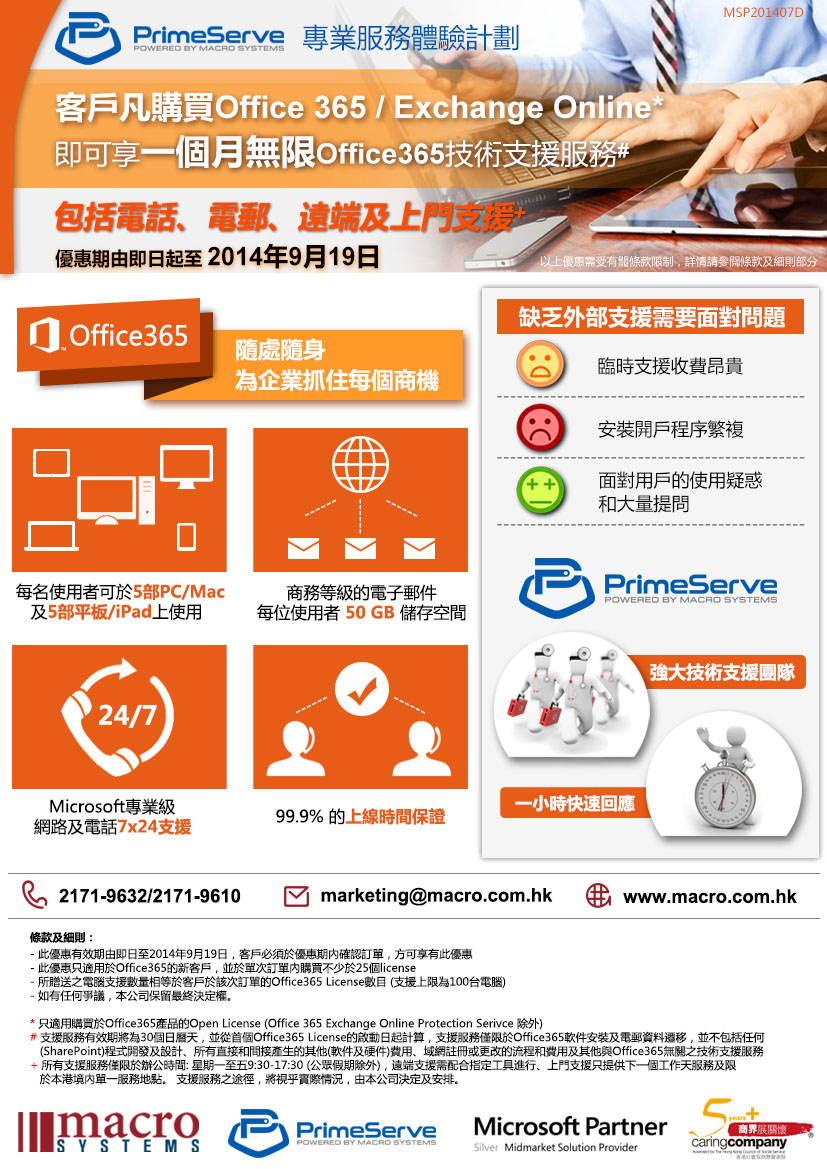 MSP201407D
PrimeServe 專業服務體驗計劃
POWERED BY MACRO SYSTEMS
客戶凡購買Office 365 / Exchange Online*
即可享一個月無限Office365技術支援服務#
包括電話、電郵、遠端及上門支援+
優惠期由即日起至 2014年9月19日
以上優惠需受有關條款限制，詳情請參閱條款及細則部分
Office365
隨處隨身
為企業抓住每個商機
每名使用者可於5部PC/Mac
及5部平板/iPad上使用
商務等級的電子郵件
每位使用者 50 GB 儲存空間
24/7
Microsoft專業級
網路及電話7x24支援
99.9% 的上線時間保證
缺乏外部支援需要面對問題
臨時支援收費昂貴
安裝開戶程序繁複
面對用戶的使用疑惑
和大量提問
PrimeServe
POWERED BY MACRO SYSTEMS
強大技術支援團隊
一小時快速回應
2171-9632/2171-9610
marketing@macro.com.hk
www.macro.com.hk
條款及細則：
- 此優惠有效期由即日至2014年9月19日，客戶必須於優惠期內確認訂單，方可享有此優惠
- 此優惠只適用於Office365的新客戶，並於單次訂單內購買不少於25個license
- 所贈送之電腦支援數量相等於客戶於該次訂單的Office365 License數目 (支援上限為100台電腦)
- 如有任何爭議，本公司保留最終決定權。
* 只適用購買於Office365產品的Open License (Office 365 Exchange Online Protection Serivce 除外)
# 支援服務有效期將為30個日曆天，並從首個Office365 License的啟動日起計算，支援服務僅限於Office365軟件安裝及電郵資料遷移，並不包括任何
(SharePoint)程式開發及設計、所有直接和間接產生的其他(軟件及硬件)費用、域網註冊或更改的流程和費用及其他與Office365無關之技術支援服務
+ 所有支援服務僅限於辦公時間: 星期一至五9:30-17:30 (公眾假期除外)，遠端支援需配合指定工具進行、上門支援只提供下一個工作天服務及限
於本港境內單一服務地點。 支援服務之途徑，將視乎實際情況，由本公司決定及安排。
macro
SYSTEMS
PrimeServe
POWERED BY MACRO SYSTEMS
Microsoft Partner
Silver Midmarket Solution Provider
5 years+
商界展關懷
caringcompany
Awarded by The Hong Kong Council of Social Service
香港社會服務聯會頒發